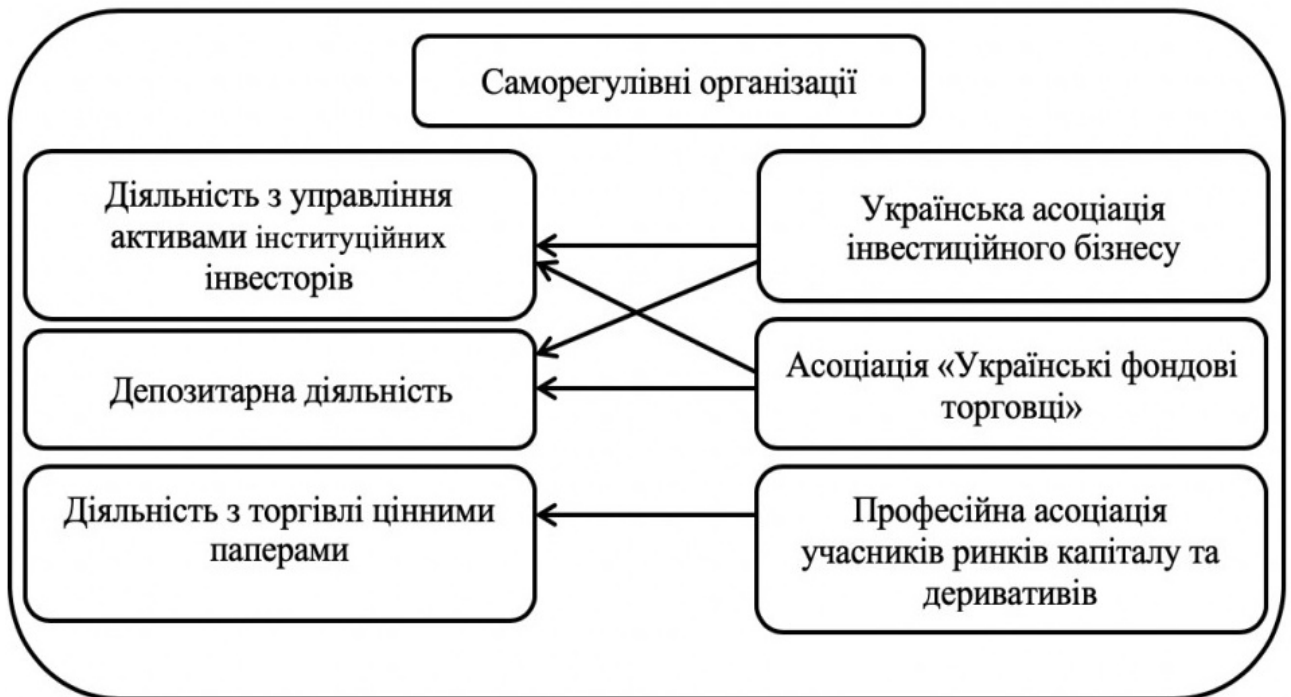 Саморегулівні організації
Діяльність з управління
активами інституційних
інвесторів
Депозитарна діяльність
Діяльність з торгівлі цінними
паперами
Українська асоціація
інвестиційного бізнесу
Асоціація «Українські фондові
торговці»
Професійна асоціація
учасників ринків капіталу та
деривативів